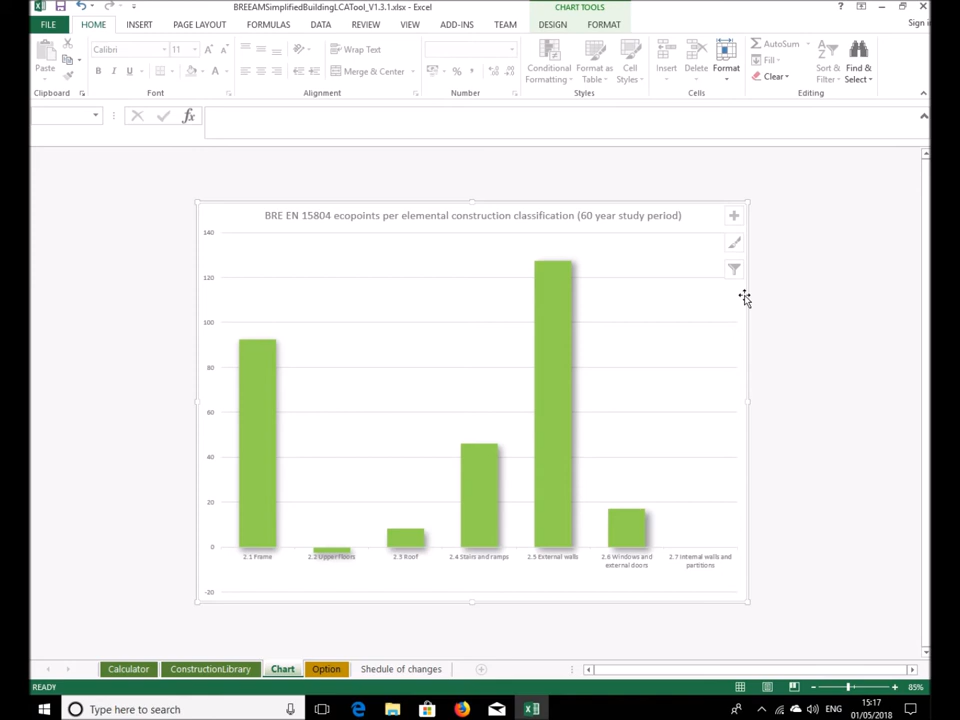 BREEAMSimplifiedBuildingLCATool_V1.3.1.xlsx - Excel
CHART TOOLS
FILE HOME INSERT PAGE LAYOUT FORMULAS DATA REVIEW VIEW ADD-INS TEAM DESIGN FORMAT Sign i
Paste
Calibri 11
B I U
Wrap Text
Merge & Center
Conditional Formatting
Format as Table
Cell Styles
Insert Delete Format
AutoSum
Fill
Clear
Sort & Filter
Find & Select
Clipboard Font Alignment Number Styles Cells Editing
fx
BRE EN 15804 ecopoints per elemental construction classification (60 year study period)
140
120
100
80
60
40
20
0
-20
2.1 Frame
2.2 Upper floors
2.3 Roof
2.4 Stairs and ramps
2.5 External walls
2.6 Windows and external doors
2.7 Internal walls and partitions
Calculator ConstructionLibrary Chart Option Shedule of changes
READY 85%
Type here to search
ENG
15:17
01/05/2018